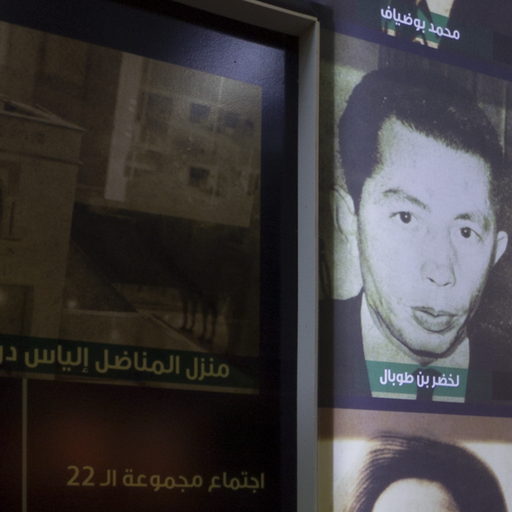 محمد بوضياف
منزل المناضل إلياس
لخضر بن طوبال
اجتماع مجموعة الـ 22